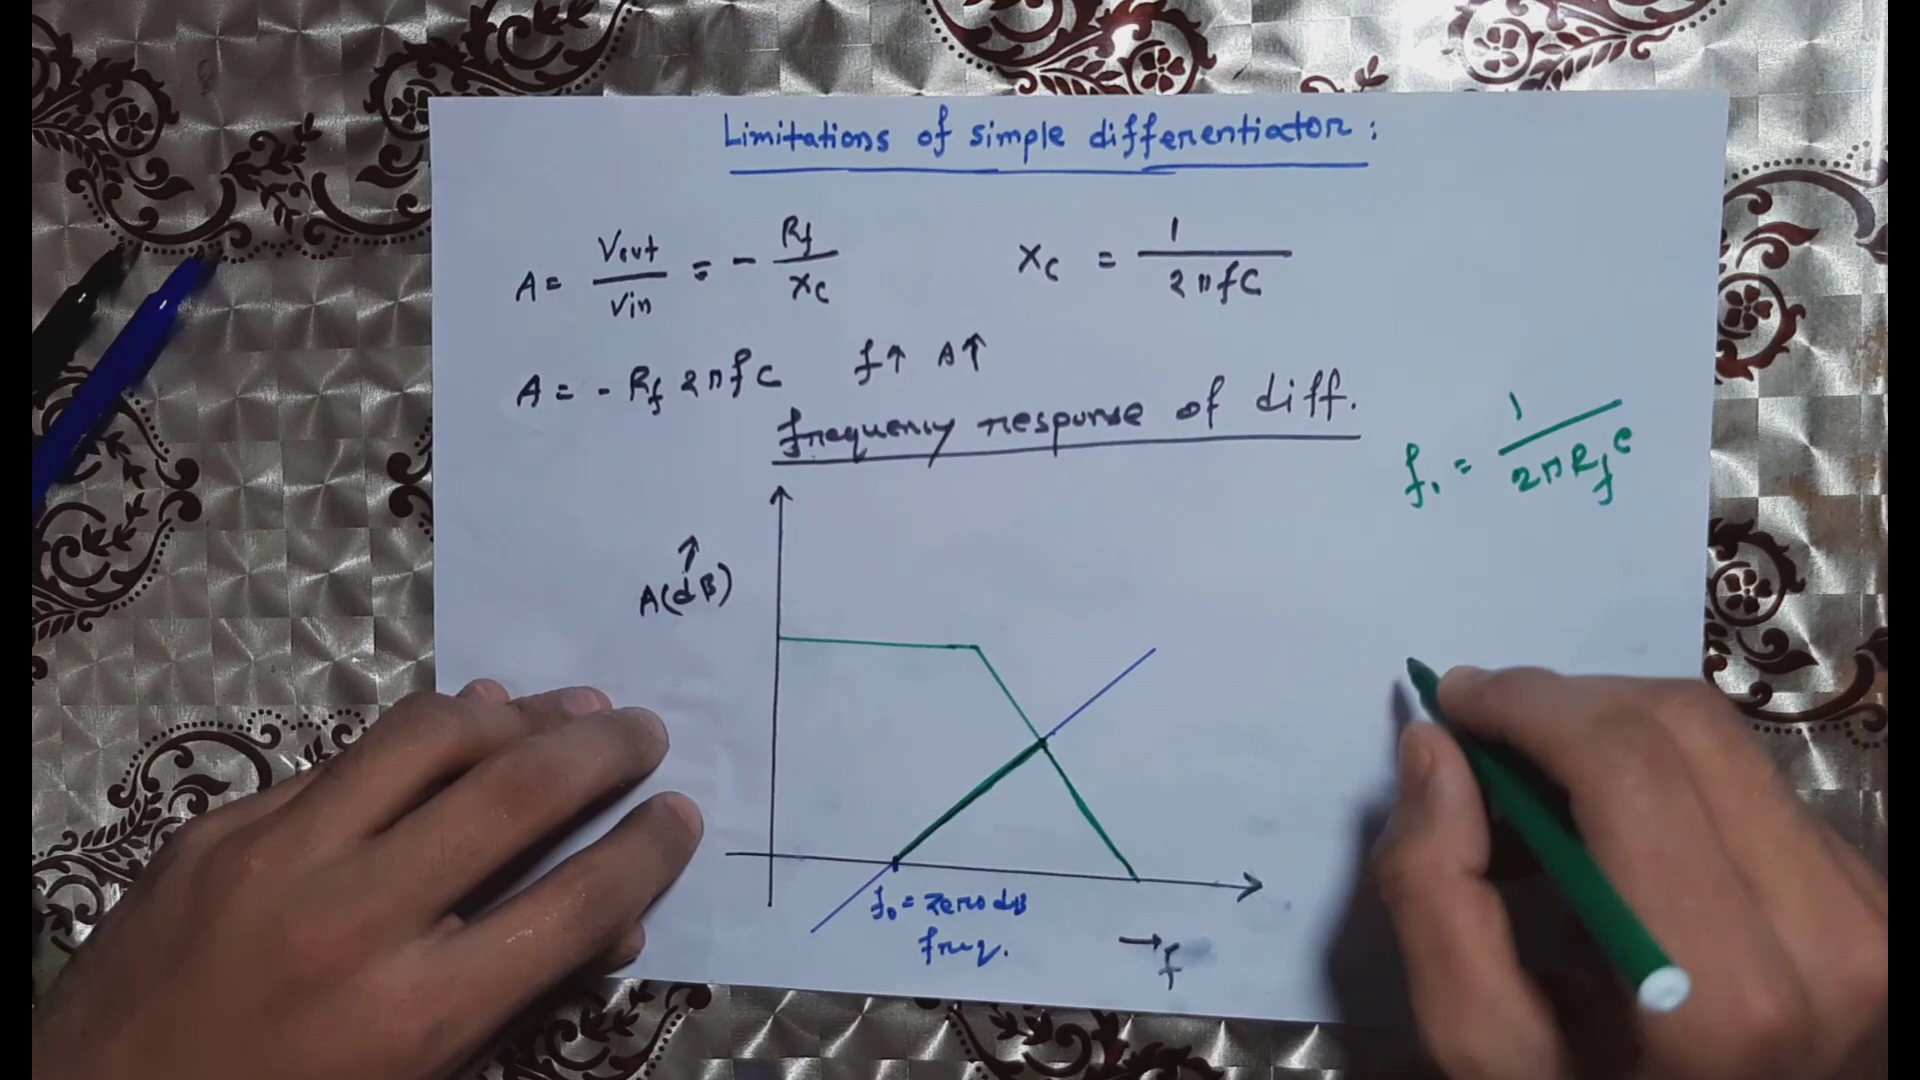 Limitations of simple differentiator:
A = Vout/Vin = - Rf/Xc
Xc = 1/2πfC
A = - Rf 2πfC f↑ A↑
frequency response of diff.
f₁ = 1/2πRfC
A(dB)
f₀ = zero dB
freq.
→f